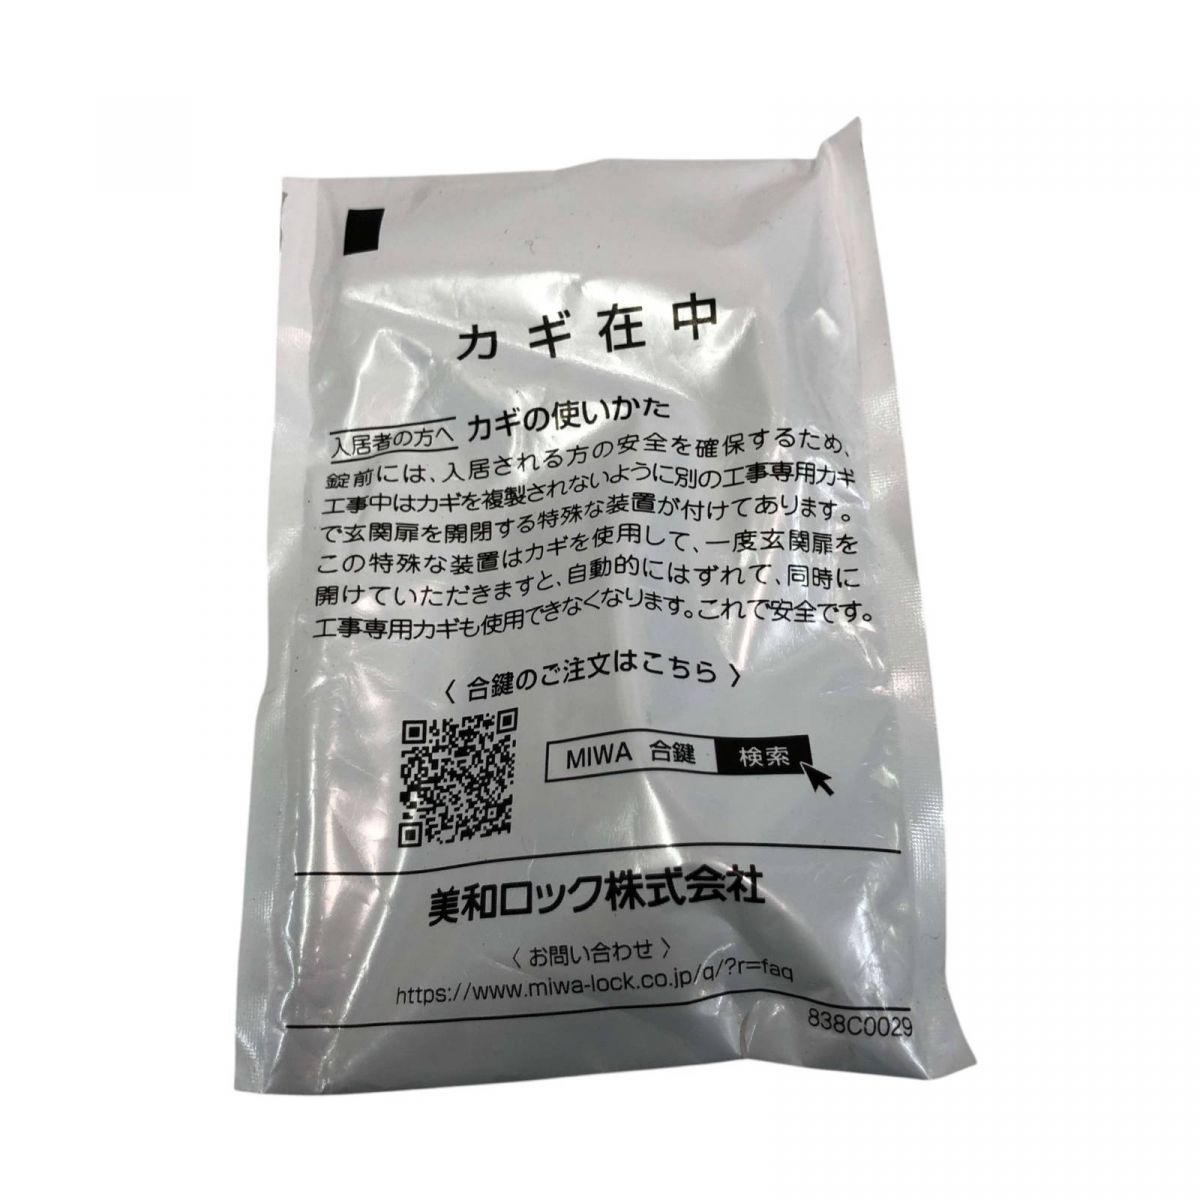 カギ在中
入居者の方へ カギの使いかた
錠前には、入居される方の安全を確保するため、
工事中はカギを複製されないように別の工事専用カギ
で玄関扉を開閉する特殊な装置が付けてあります。
この特殊な装置はカギを使用して、一度玄関扉を
開けていただきますと、自動的にはずれて、同時に
工事専用カギも使用できなくなります。これで安全です。
〈 合鍵のご注文はこちら 〉
MIWA 合鍵 検索
美和ロック株式会社
〈 お問い合わせ 〉
https://www.miwa-lock.co.jp/q/?r=faq
838C0029